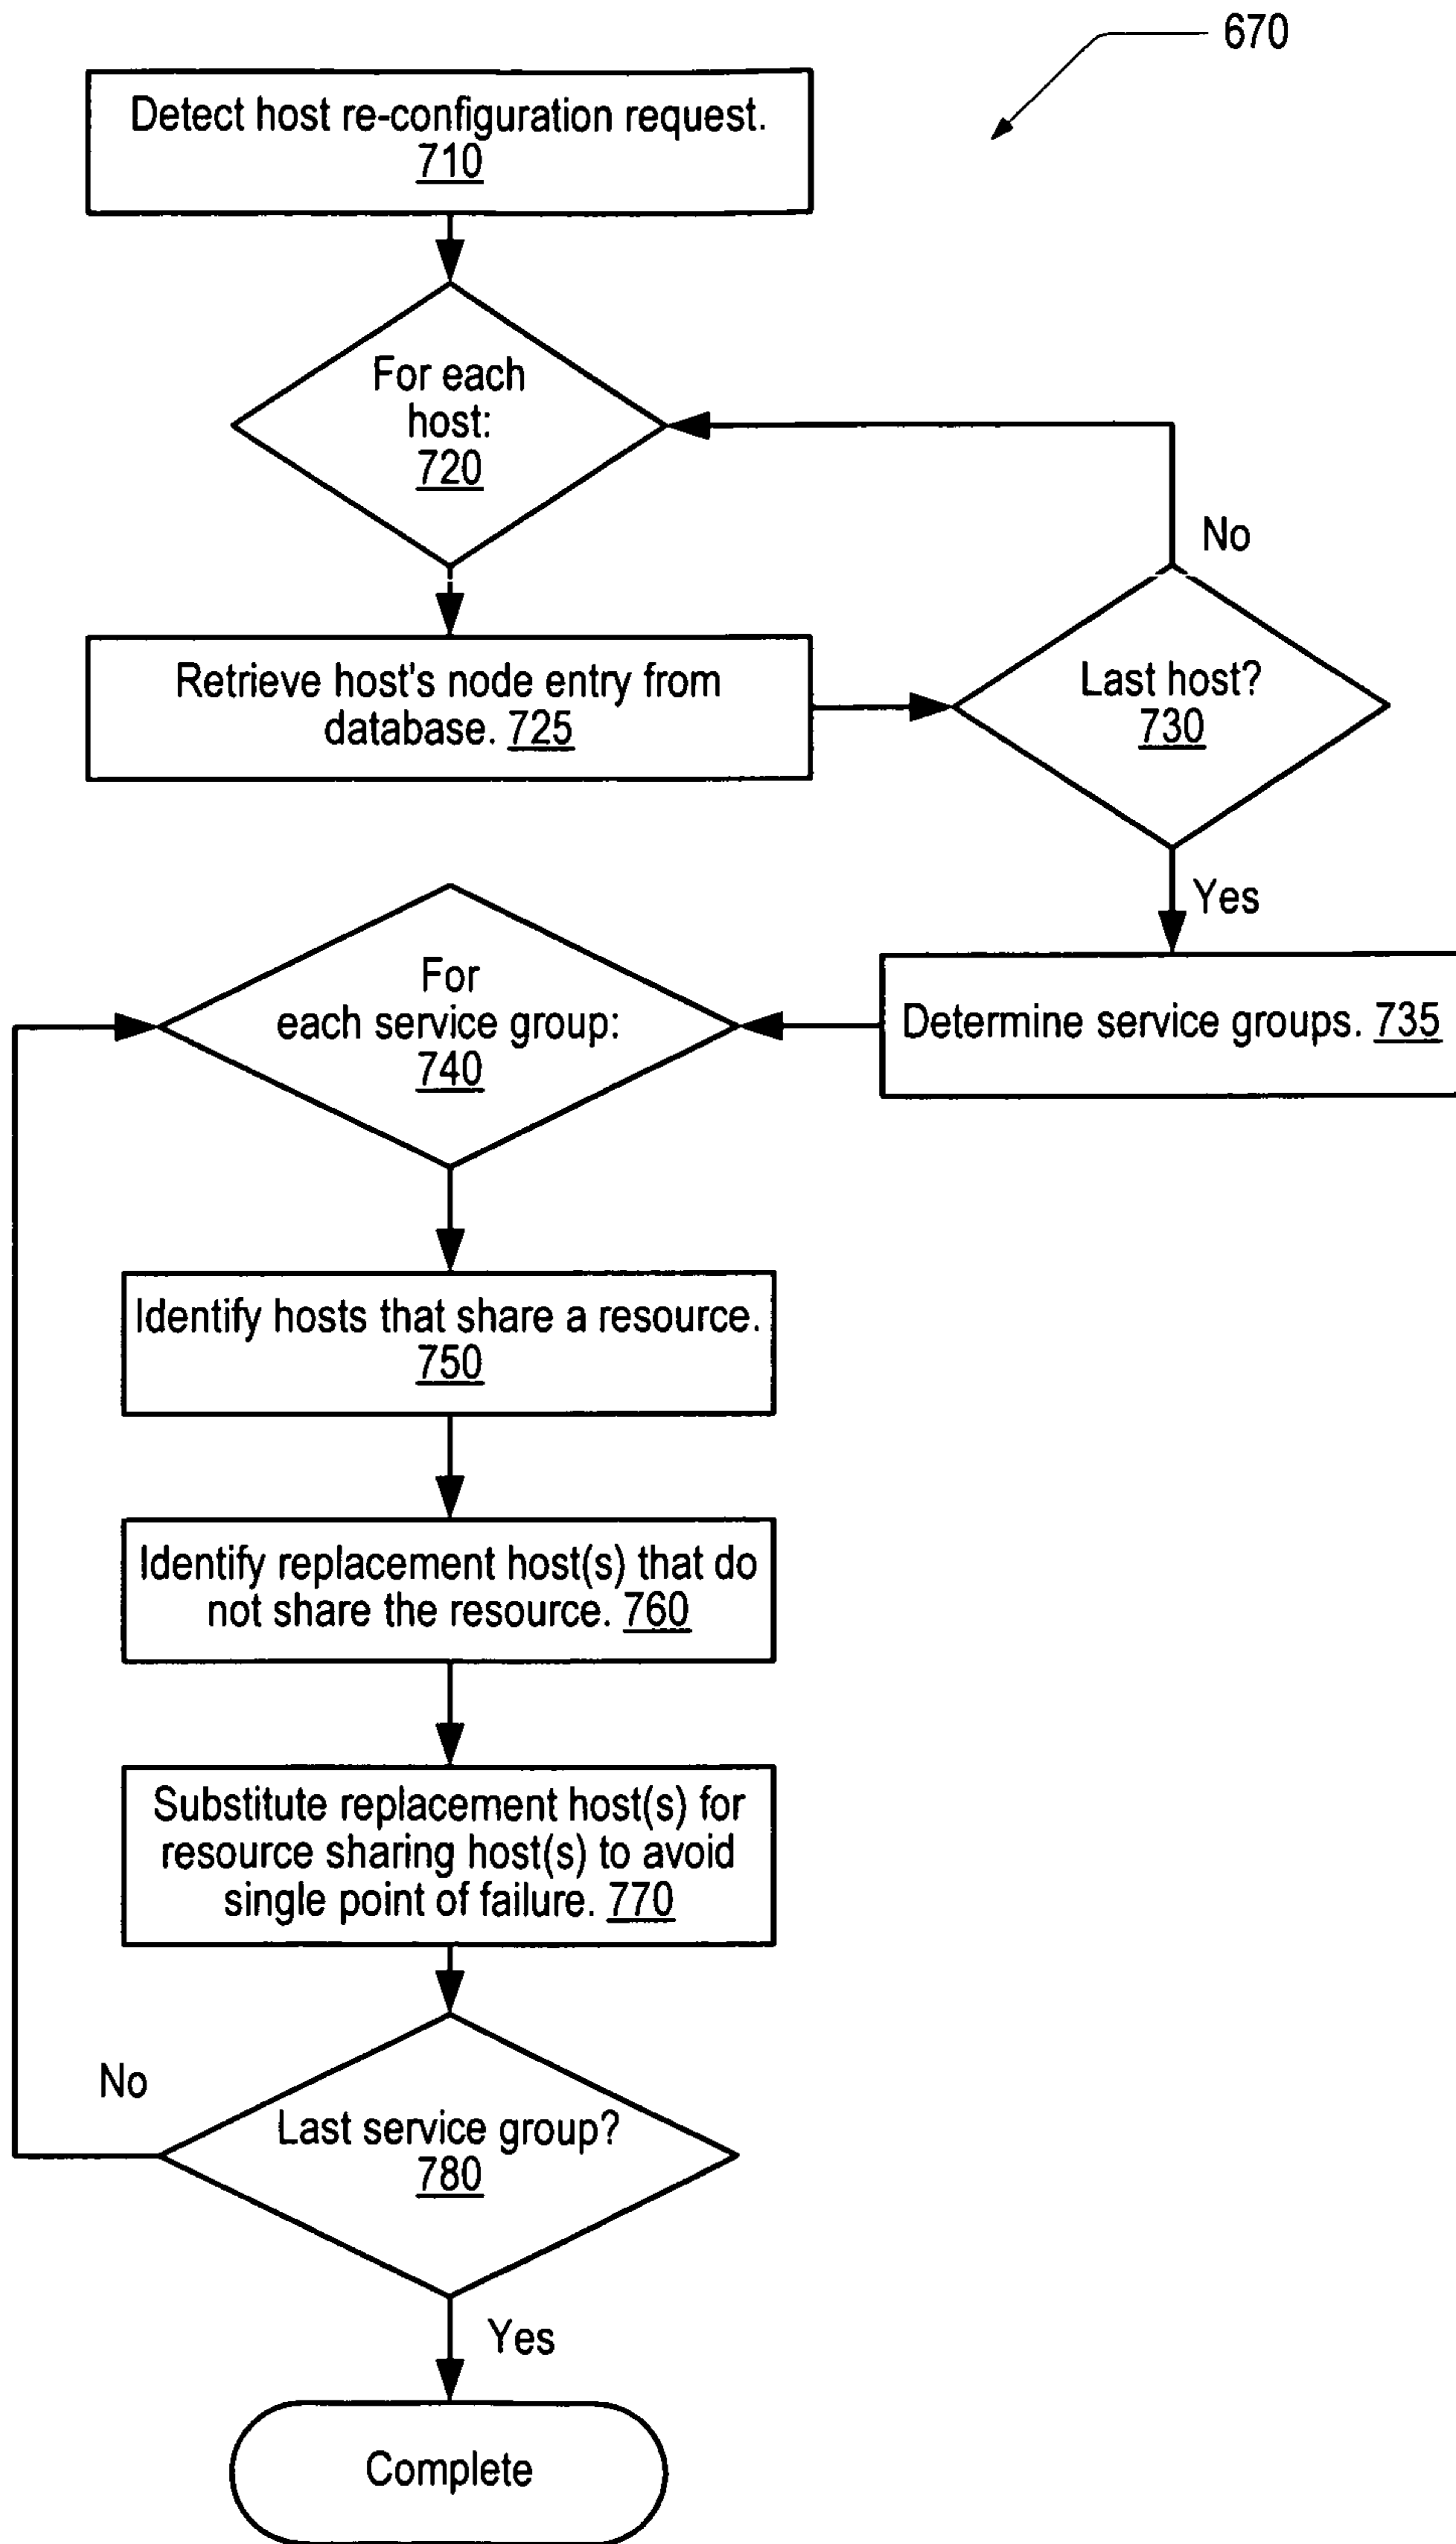 670
Detect host re-configuration request.
710
For each
host:
720
No
Retrieve host's node entry from
database. 725
Last host?
730
Yes
For
each service group:
740
Determine service groups. 735
Identify hosts that share a resource.
750
Identify replacement host(s) that do
not share the resource. 760
Substitute replacement host(s) for
resource sharing host(s) to avoid
single point of failure. 770
No
Last service group?
780
Yes
Complete